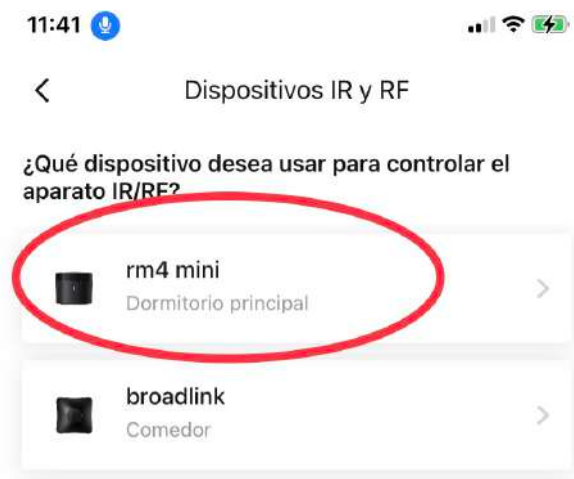 11:41
Dispositivos IR y RF
¿Qué dispositivo desea usar para controlar el
aparato IR/RF?
rm4 mini
Dormitorio principal
broadlink
Comedor